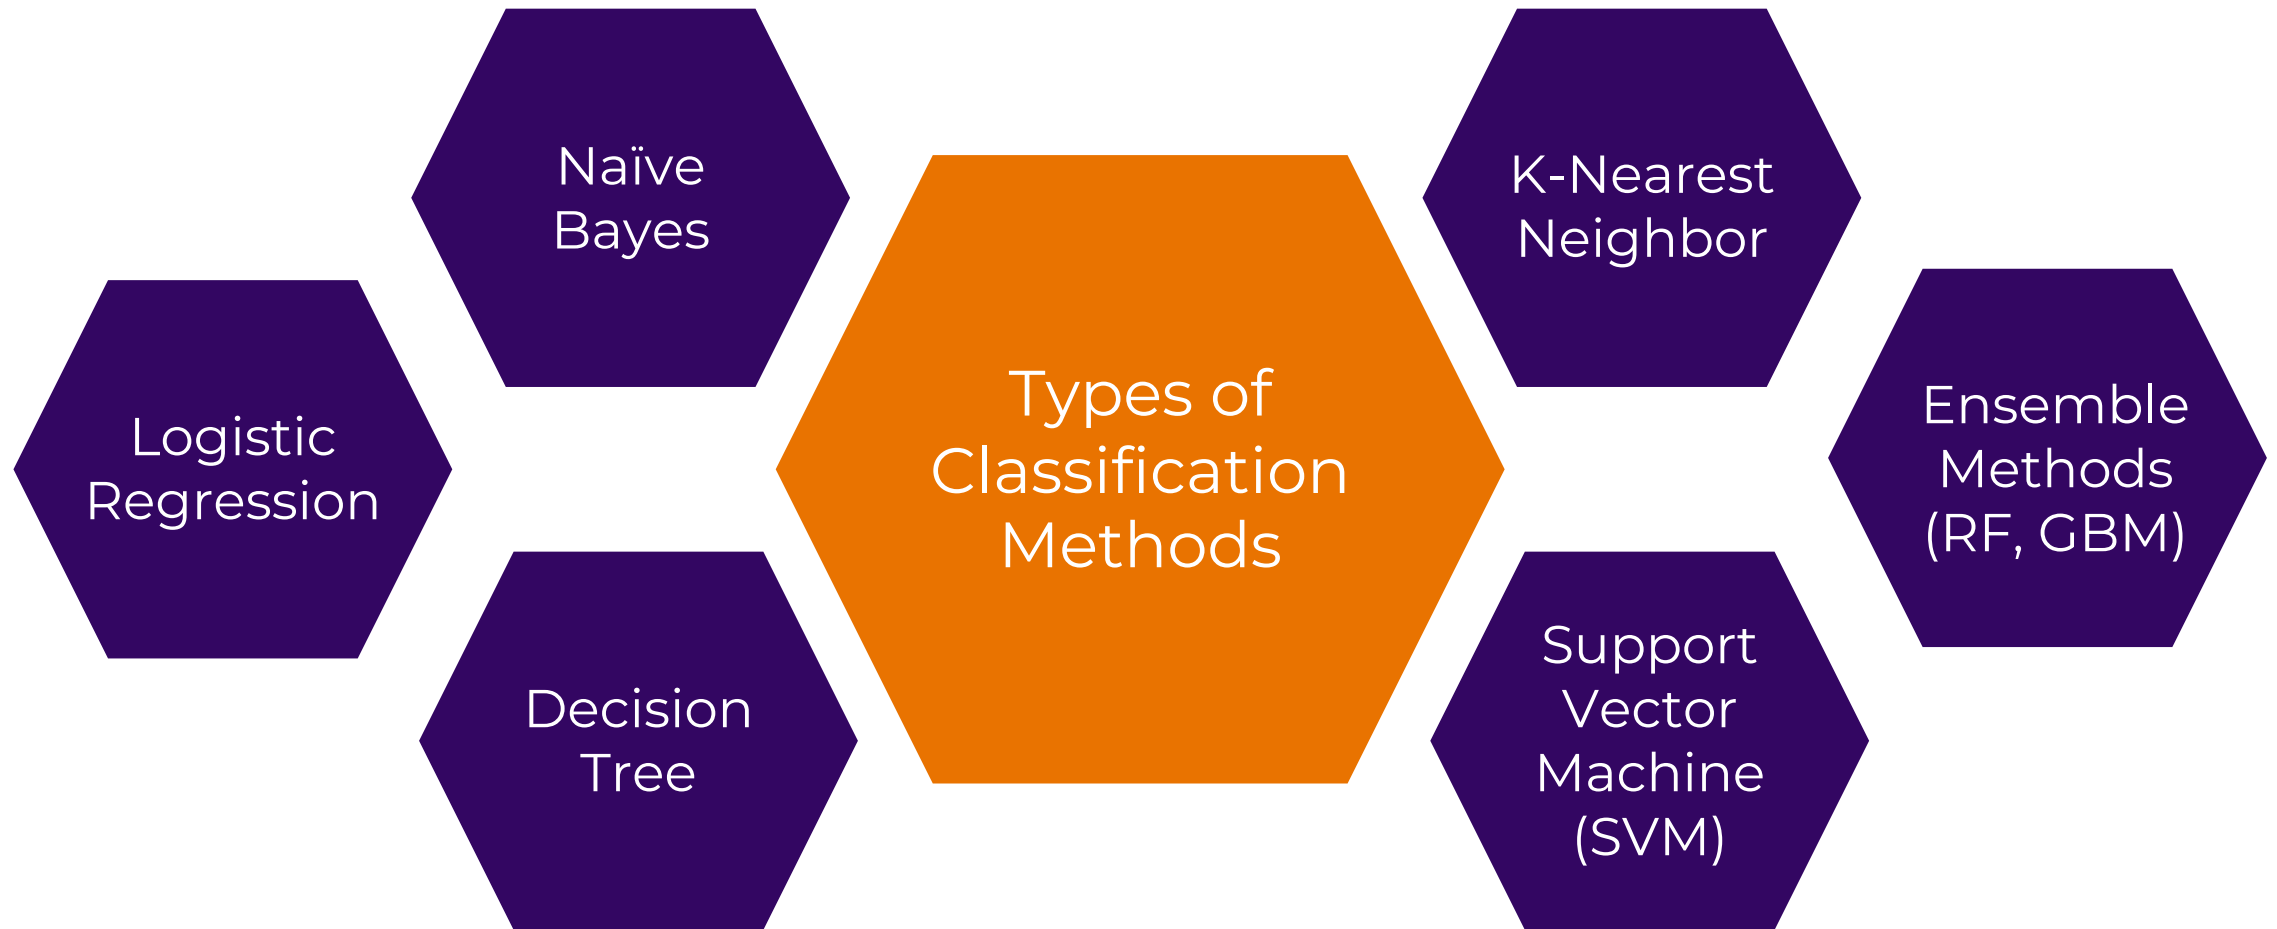 Naïve
Bayes
K-Nearest
Neighbor
Logistic
Regression
Types of
Classification
Methods
Ensemble
Methods
(RF, GBM)
Decision
Tree
Support
Vector
Machine
(SVM)